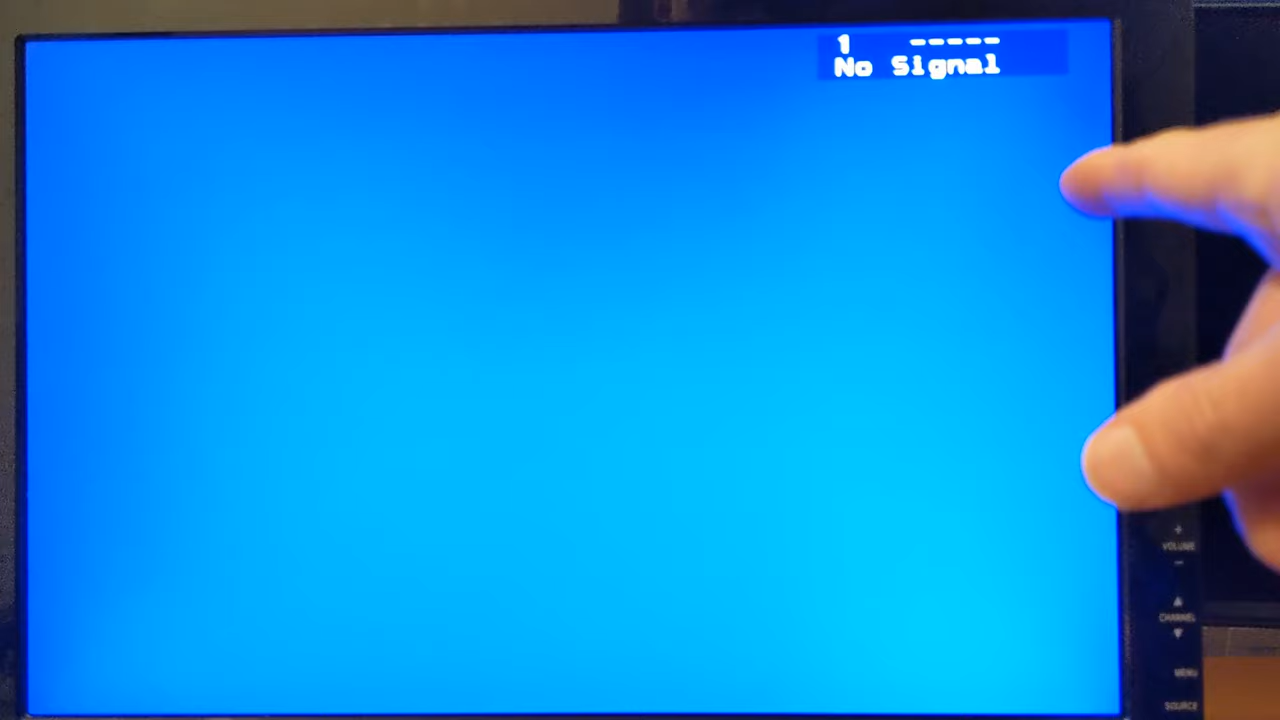 1 -----
No Signal
+
VOLUME
-
▲
CHANNEL
▼
MENU
SOURCE